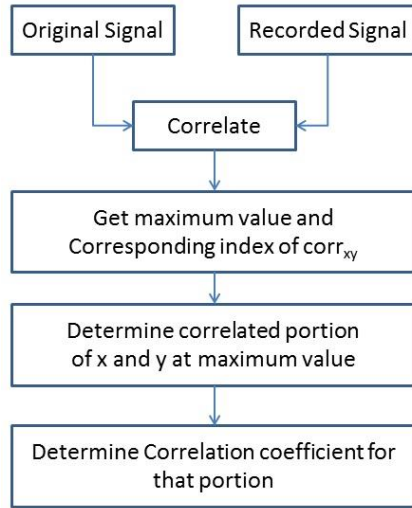 Original Signal
Recorded Signal
Correlate
Get maximum value and
Corresponding index of corrxy
Determine correlated portion
of x and y at maximum value
Determine Correlation coefficient for
that portion